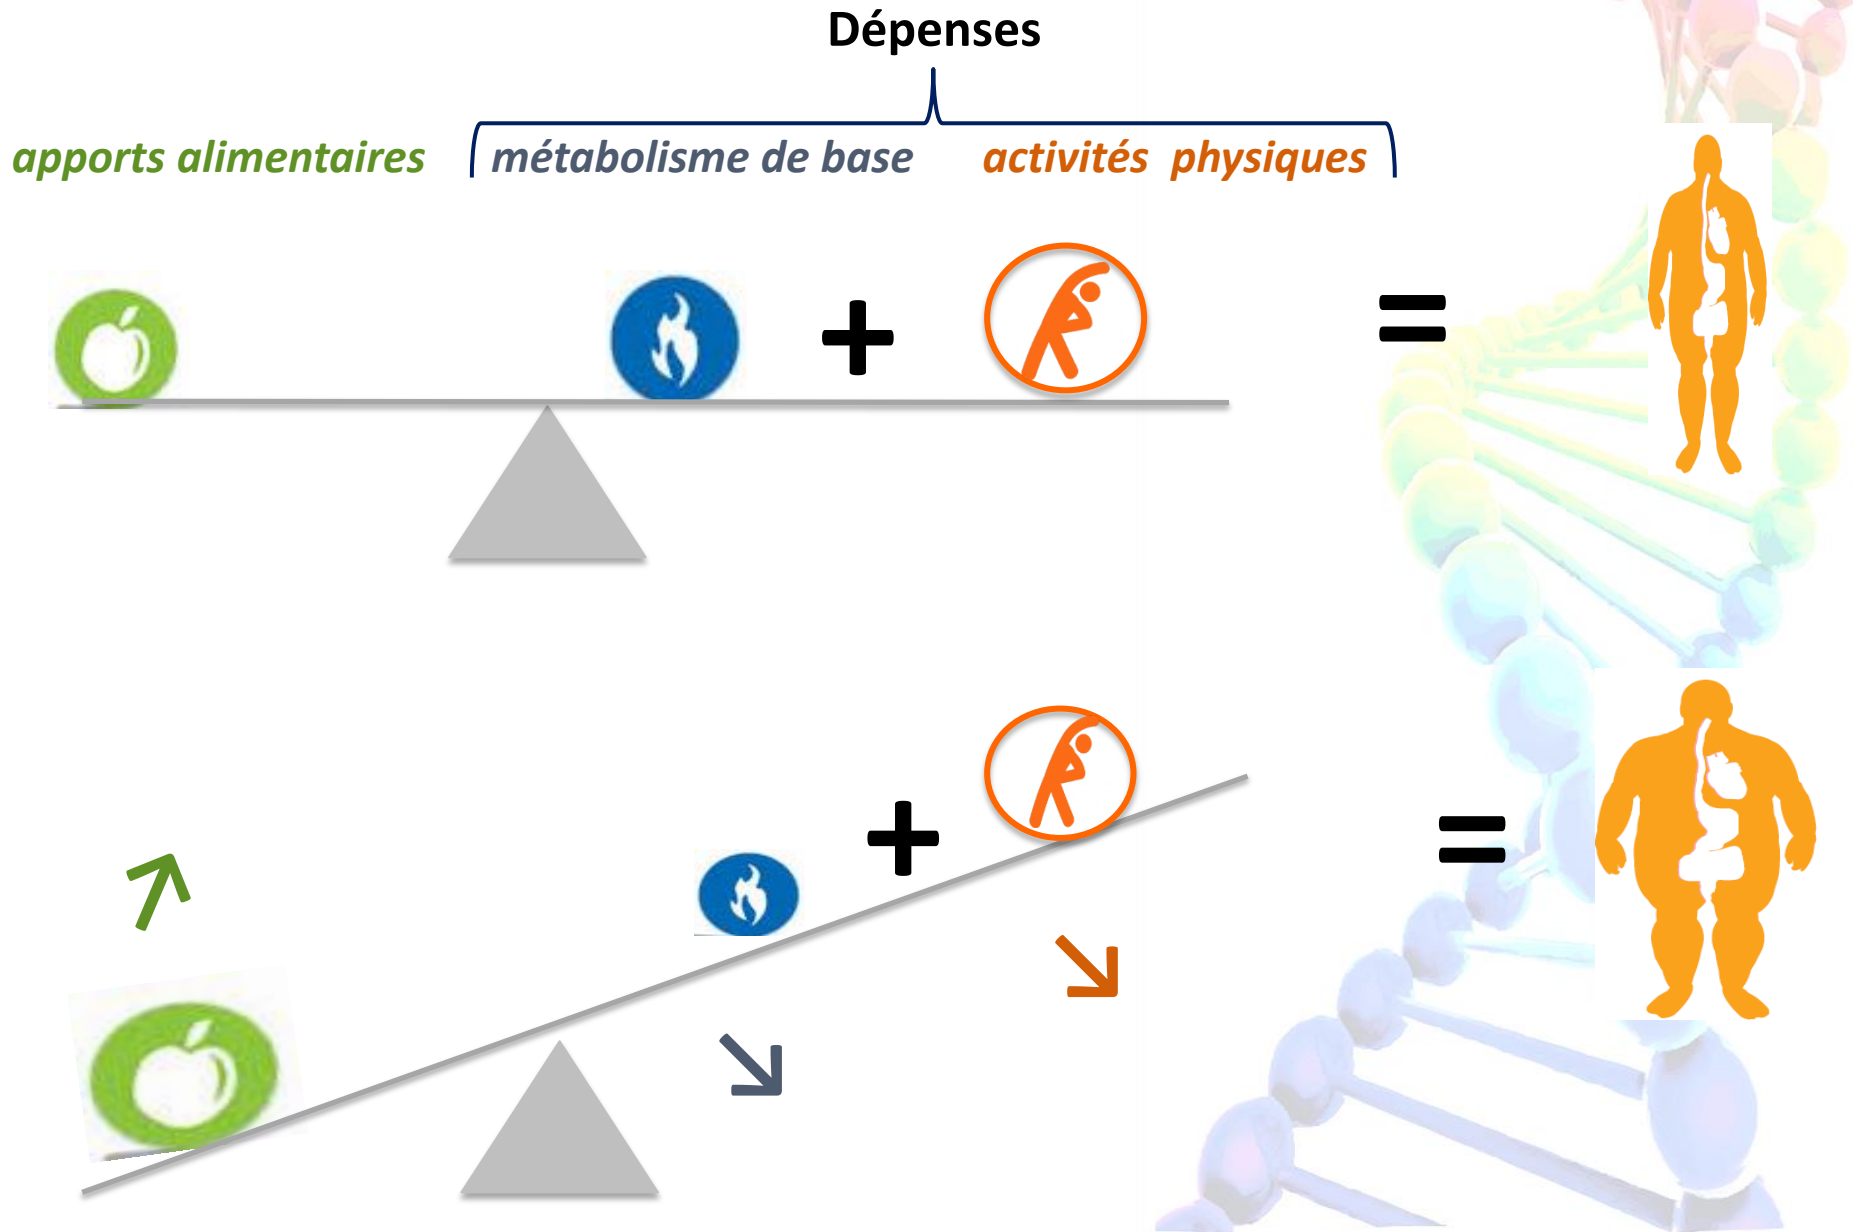 Dépenses
apports alimentaires métabolisme de base activités physiques
+ =
+ =